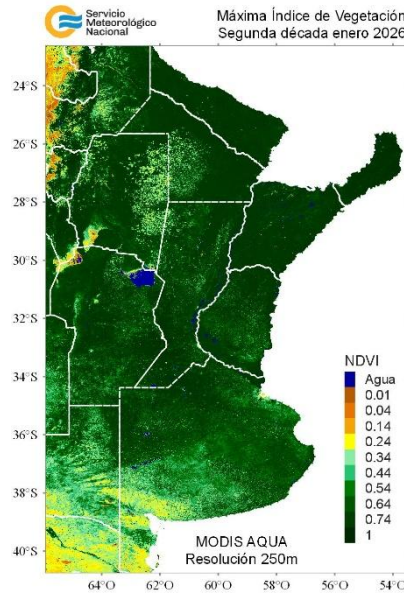 Servicio
Meteorológico
Nacional
Máxima Índice de Vegetación
Segunda década enero 2026
24°S
26°S
28°S
30°S
32°S
34°S
36°S
38°S
40°S
NDVI
Agua
0.01
0.04
0.14
0.24
0.34
0.44
0.54
0.64
0.74
1
MODIS AQUA
Resolución 250m
64°O
62°O
60°O
58°O
56°O
54°O